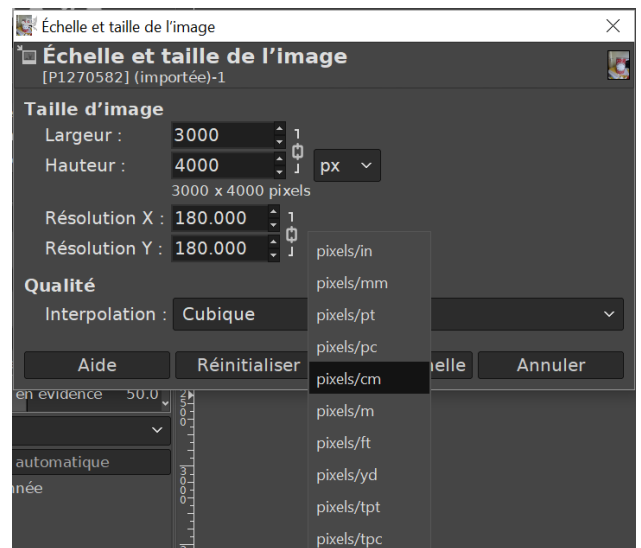 Échelle et taille de l'image
Échelle et taille de l'image
[P1270582] (importée)-1
Taille d'image
Largeur : 3000
Hauteur : 4000 px
3000 x 4000 pixels
Résolution X : 180.000
Résolution Y : 180.000
pixels/in
Qualité
pixels/mm
Interpolation : Cubique
pixels/pt
pixels/pc
Aide Réinitialiser elle Annuler
pixels/cm
en évidence 50.0
pixels/m
pixels/ft
automatique
pixels/yd
nnée
pixels/tpt
pixels/tpc